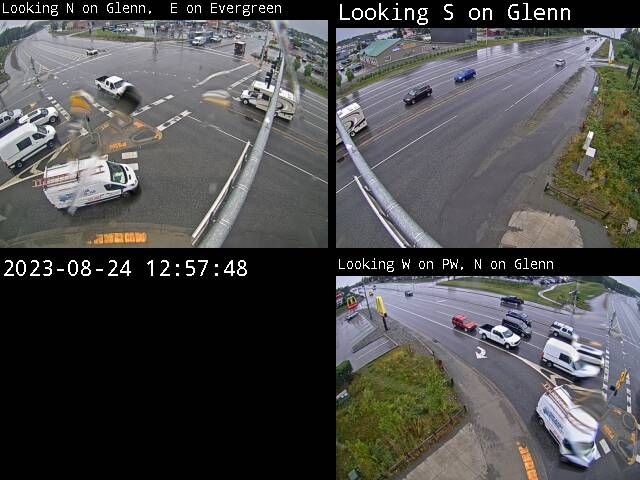 Looking N on Glenn,  E on Evergreen
Looking S on Glenn
2023-08-24 12:57:48
Looking W on PW, N on Glenn